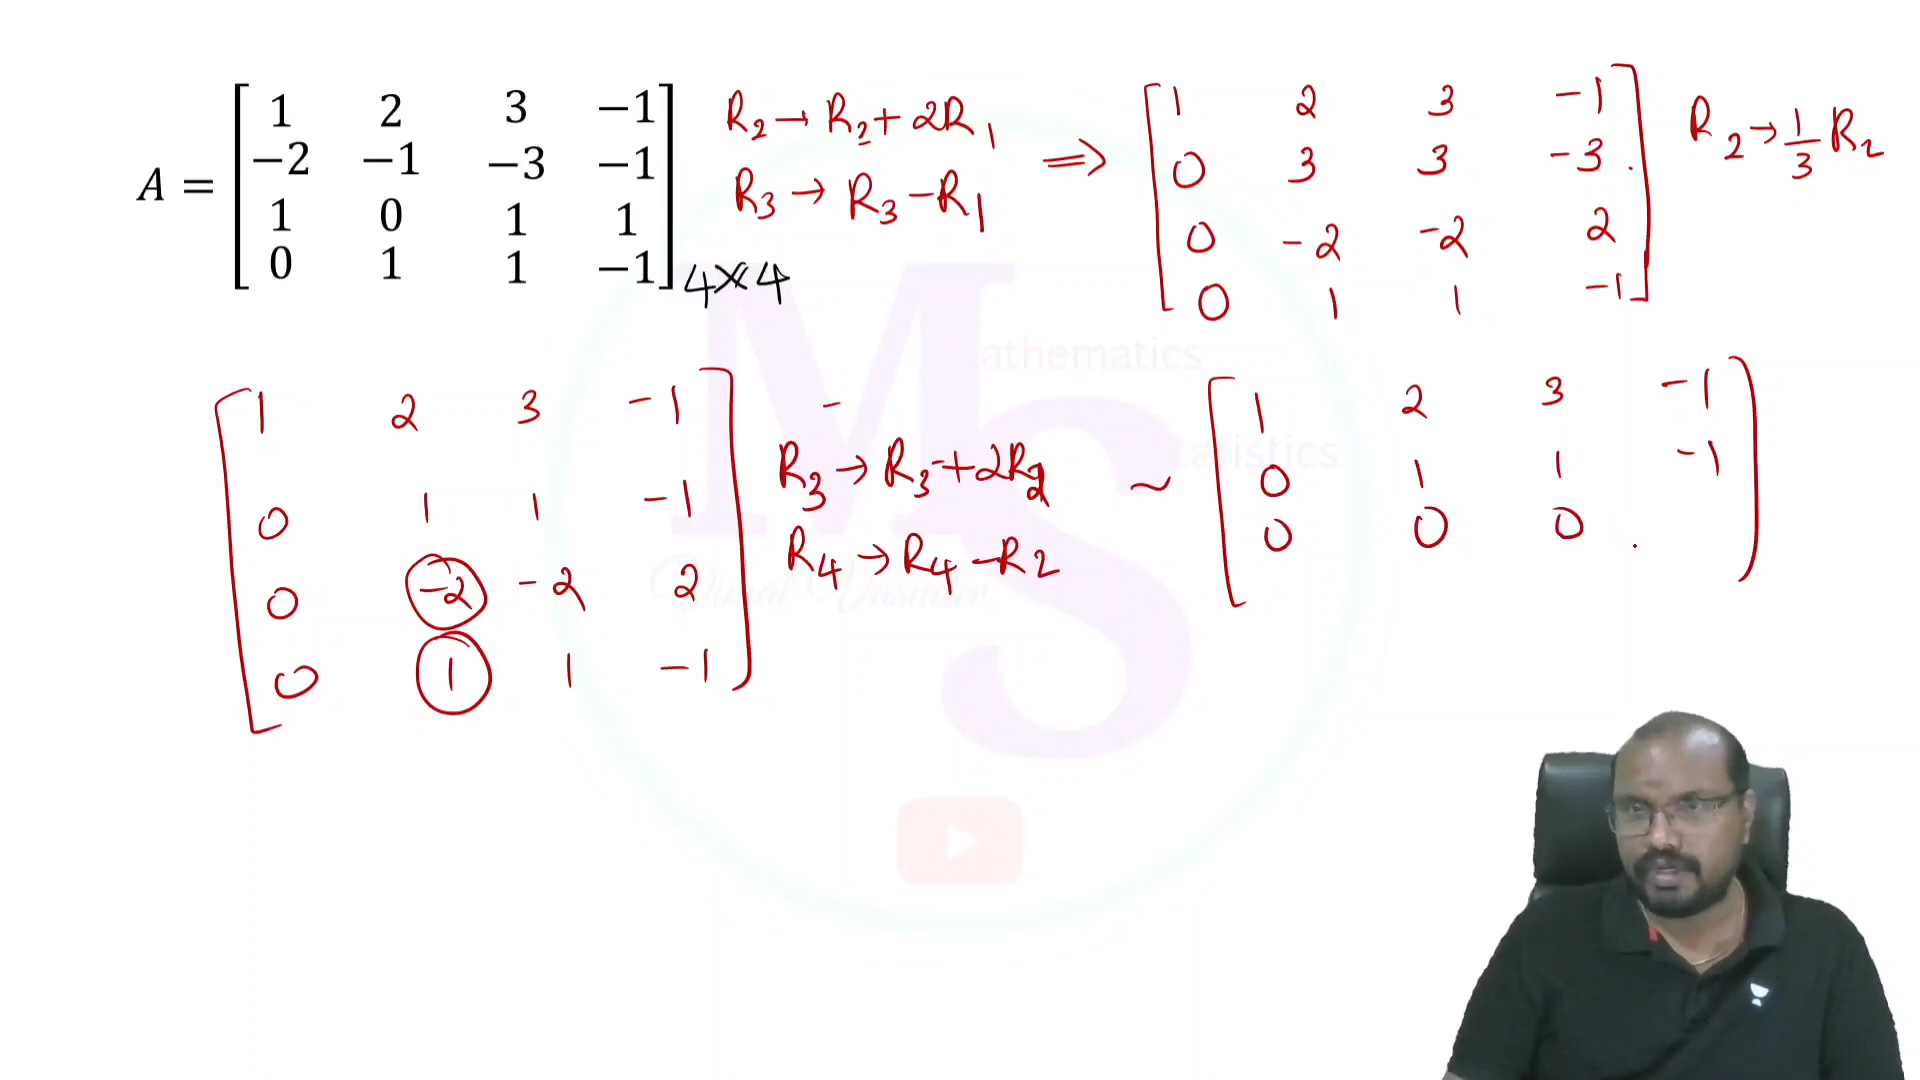 A = [ 1 2 3 −1
−2 −1 −3 −1
1 0 1 1
0 1 1 −1 ] 4×4
R2 → R2 + 2R1
R3 → R3 − R1
⇒ [ 1 2 3 -1
0 3 3 -3
0 -2 -2 2
0 1 1 -1 ]
R2 → 1/3 R2
[ 1 2 3 -1
0 1 1 -1
0 -2 -2 2
0 1 1 -1 ]
-
R3 → R3 + 2R2
R4 → R4 − R2
~ [ 1 2 3 -1
0 1 1 -1
0 0 0 . ]
MS
athematics
tatistics